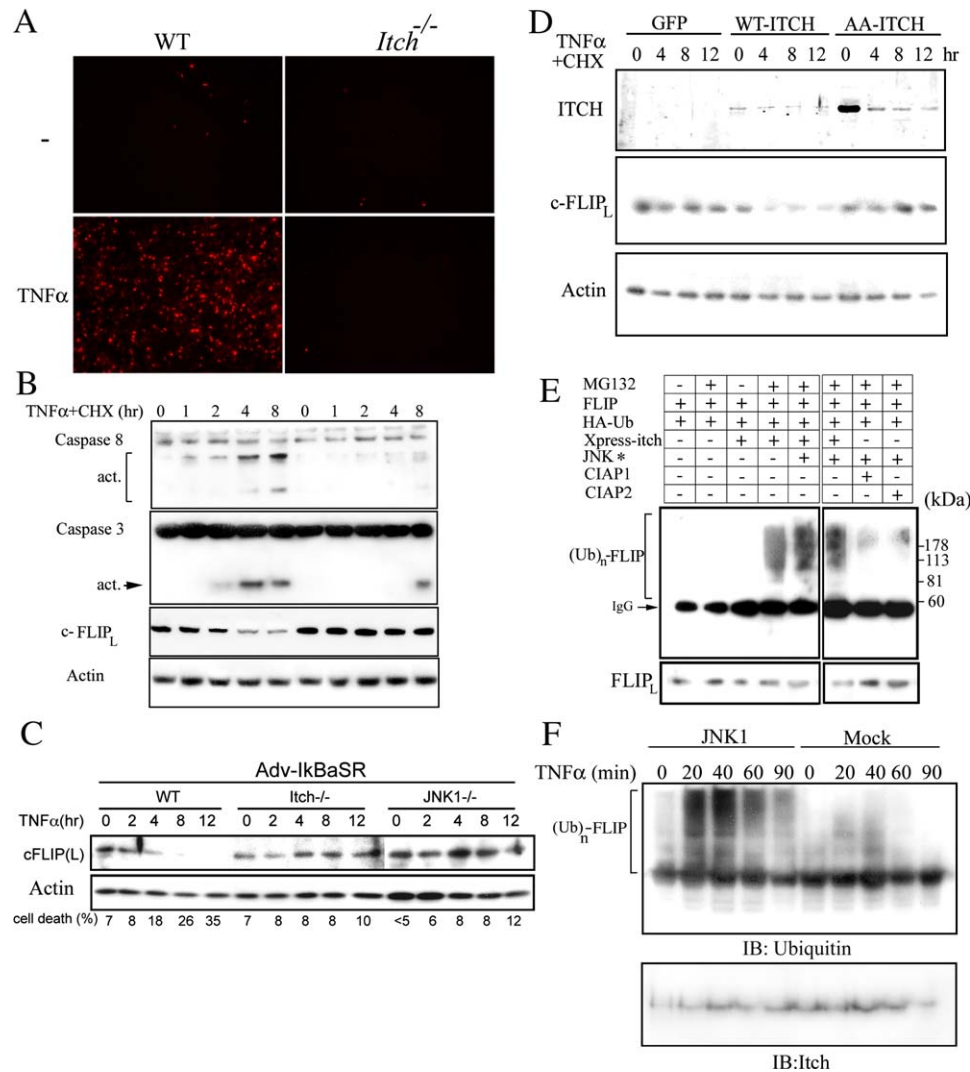 A
WT
Itch-/-
-
TNFα
B
TNFα+CHX (hr) 0 1 2 4 8 0 1 2 4 8
Caspase 8
act.
Caspase 3
act.
c-FLIPL
Actin
C
Adv-IkBaSR
WT Itch-/- JNK1-/-
TNFα(hr) 0 2 4 8 12 0 2 4 8 12 0 2 4 8 12
cFLIP(L)
Actin
cell death (%) 7 8 18 26 35 7 8 8 8 10 <5 6 8 8 12
D
GFP WT-ITCH AA-ITCH
TNFα
+CHX 0 4 8 12 0 4 8 12 0 4 8 12 hr
ITCH
c-FLIPL
Actin
E
MG132 - + - + + + + +
FLIP + + + + + + + +
HA-Ub + + + + + + + +
Xpress-itch - - + + + + - -
JNK * - - - - + + + +
CIAP1 - - - - - - + -
CIAP2 - - - - - - - +
(kDa)
(Ub)n-FLIP
178
113
81
IgG
60
FLIPL
F
JNK1 Mock
TNFα (min) 0 20 40 60 90 0 20 40 60 90
(Ub)n-FLIP
IB: Ubiquitin
IB:Itch